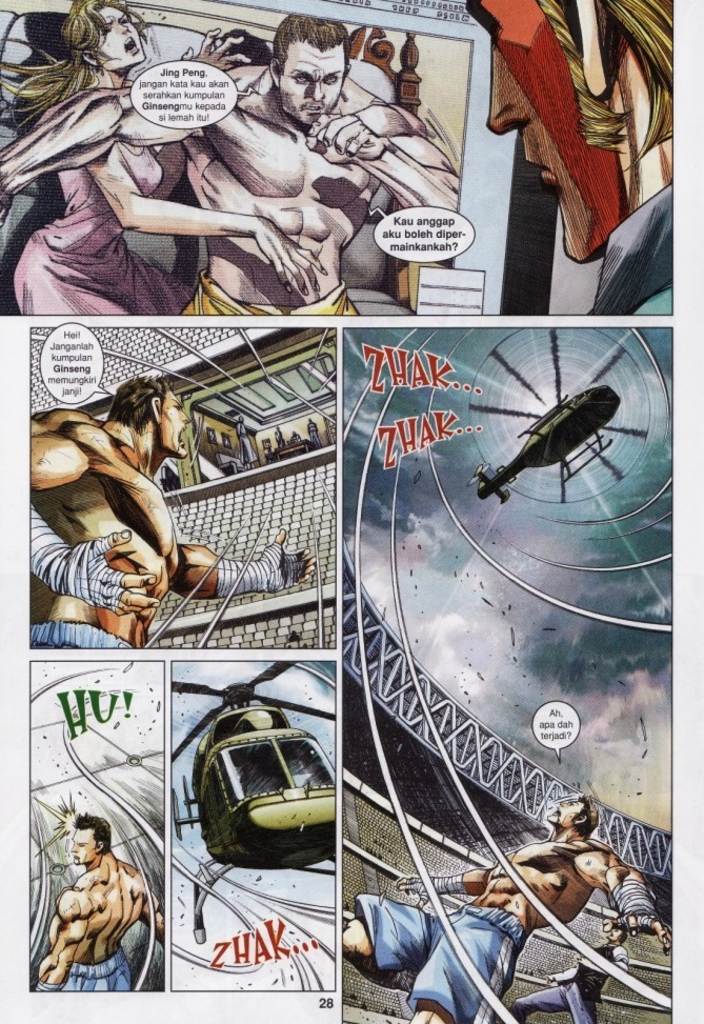 Jing Peng,
jangan kata kau akan
serahkan kumpulan
Ginsengmu kepada
si lemah itu!
Kau anggap
aku boleh diper-
mainkankah?
Hei!
Janganlah
kumpulan
Ginseng
memungkiri
janji!
ZHAK...
ZHAK...
Ah,
apa dah
terjadi?
HU!
ZHAK...
28